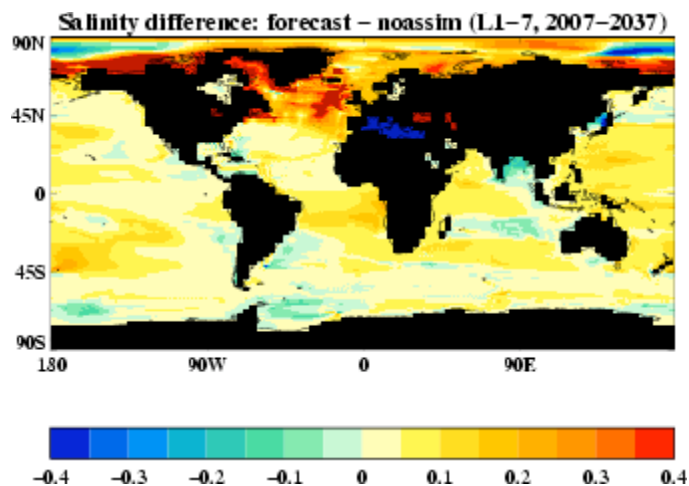 Salinity difference: forecast − noassim (L1−7, 2007−2037)
90N
45N
0
45S
90S
180 90W 0 90E
−0.4 −0.3 −0.2 −0.1 0 0.1 0.2 0.3 0.4